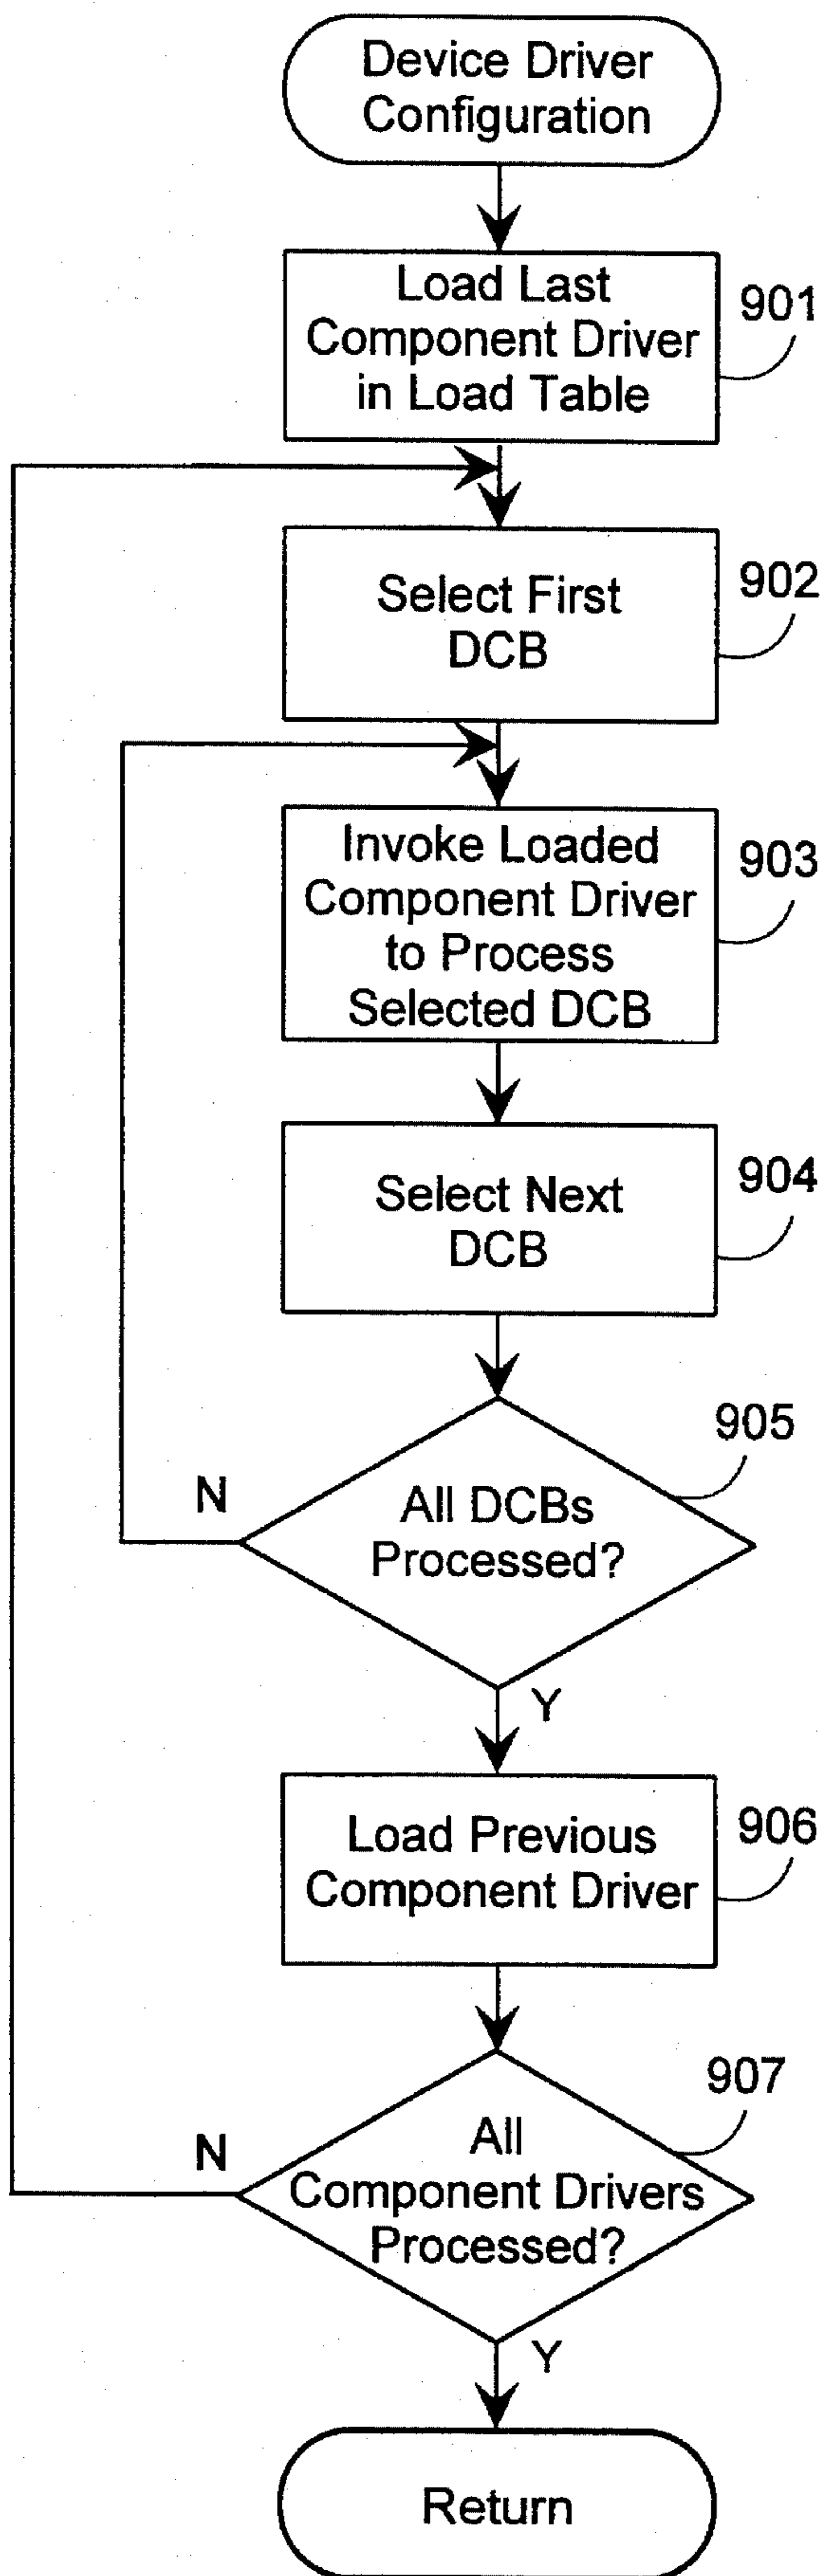 Device Driver
Configuration
Load Last
Component Driver
in Load Table
901
Select First
DCB
902
Invoke Loaded
Component Driver
to Process
Selected DCB
903
Select Next
DCB
904
905
All DCBs
Processed?
N
Y
Load Previous
Component Driver
906
907
All
Component Drivers
Processed?
N
Y
Return